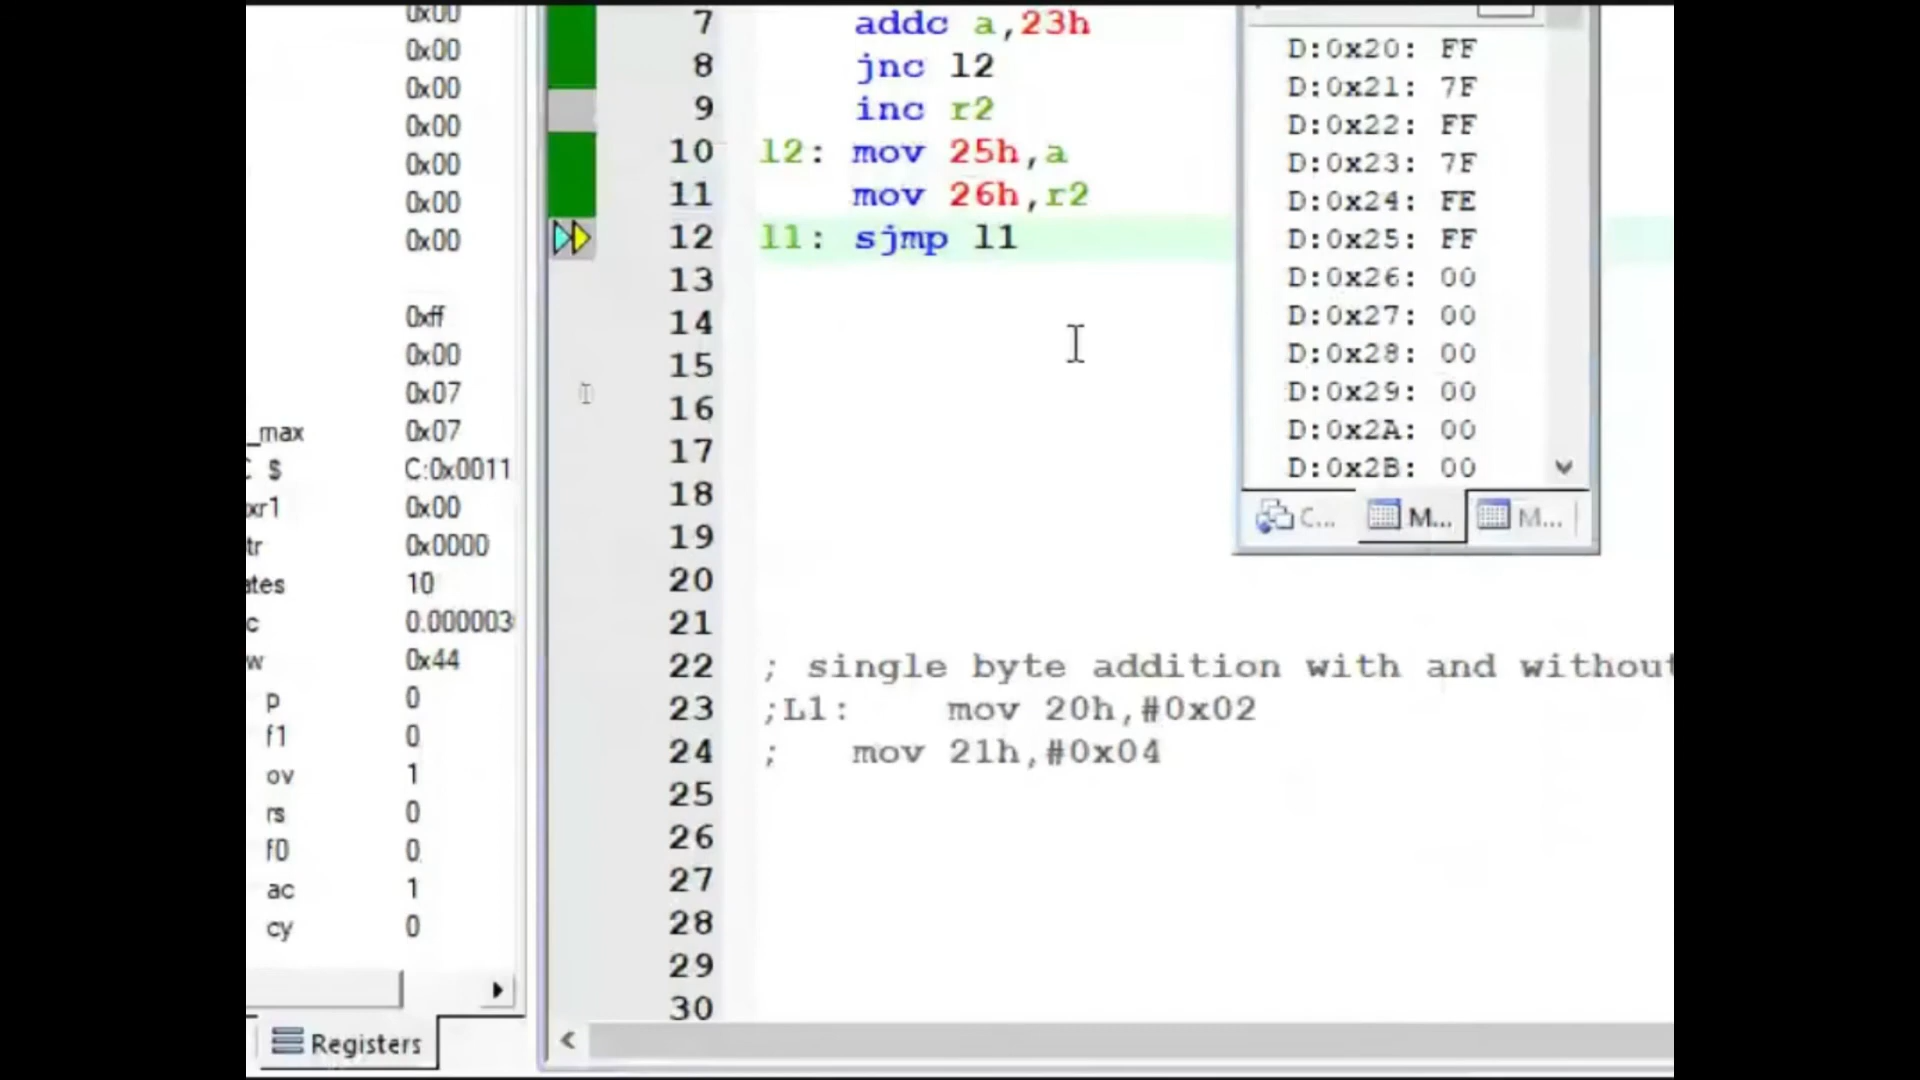 0x00
0x00
0x00
0x00
0x00
0x00
0x00
0xff
0x00
0x07
_max 0x07
$ C:0x0011
0x00
0x0000
10
0.000003
0x44
p 0
f1 0
ov 1
rs 0
f0 0
ac 1
cy 0
Registers
7 addc a,23h
8 jnc l2
9 inc r2
10 l2: mov 25h,a
11 mov 26h,r2
12 l1: sjmp l1
13
14
15
16
17
18
19
20
21
22 ; single byte addition with and without
23 ;L1: mov 20h,#0x02
24 ; mov 21h,#0x04
25
26
27
28
29
30
D:0x20: FF
D:0x21: 7F
D:0x22: FF
D:0x23: 7F
D:0x24: FE
D:0x25: FF
D:0x26: 00
D:0x27: 00
D:0x28: 00
D:0x29: 00
D:0x2A: 00
D:0x2B: 00
C... M... M...